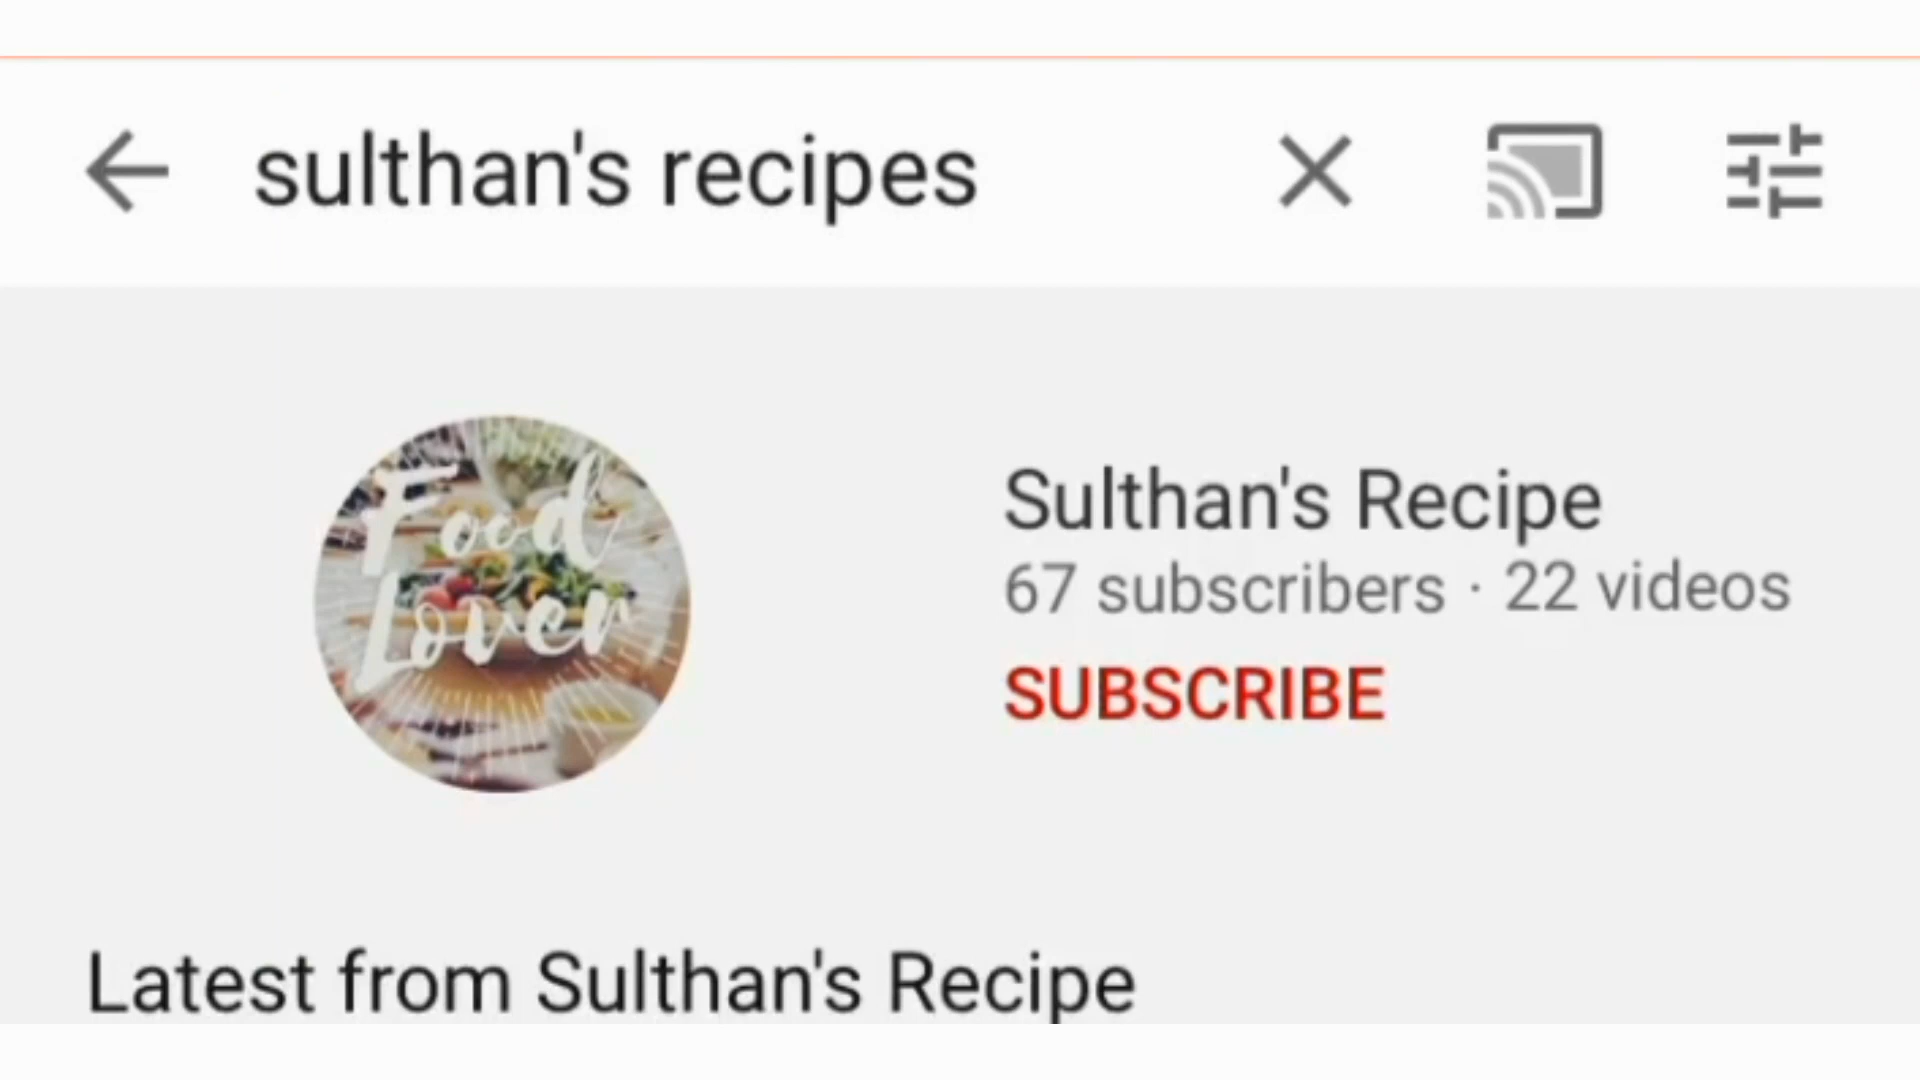 sulthan's recipes
Food
Lover
Sulthan's Recipe
67 subscribers · 22 videos
SUBSCRIBE
Latest from Sulthan's Recipe